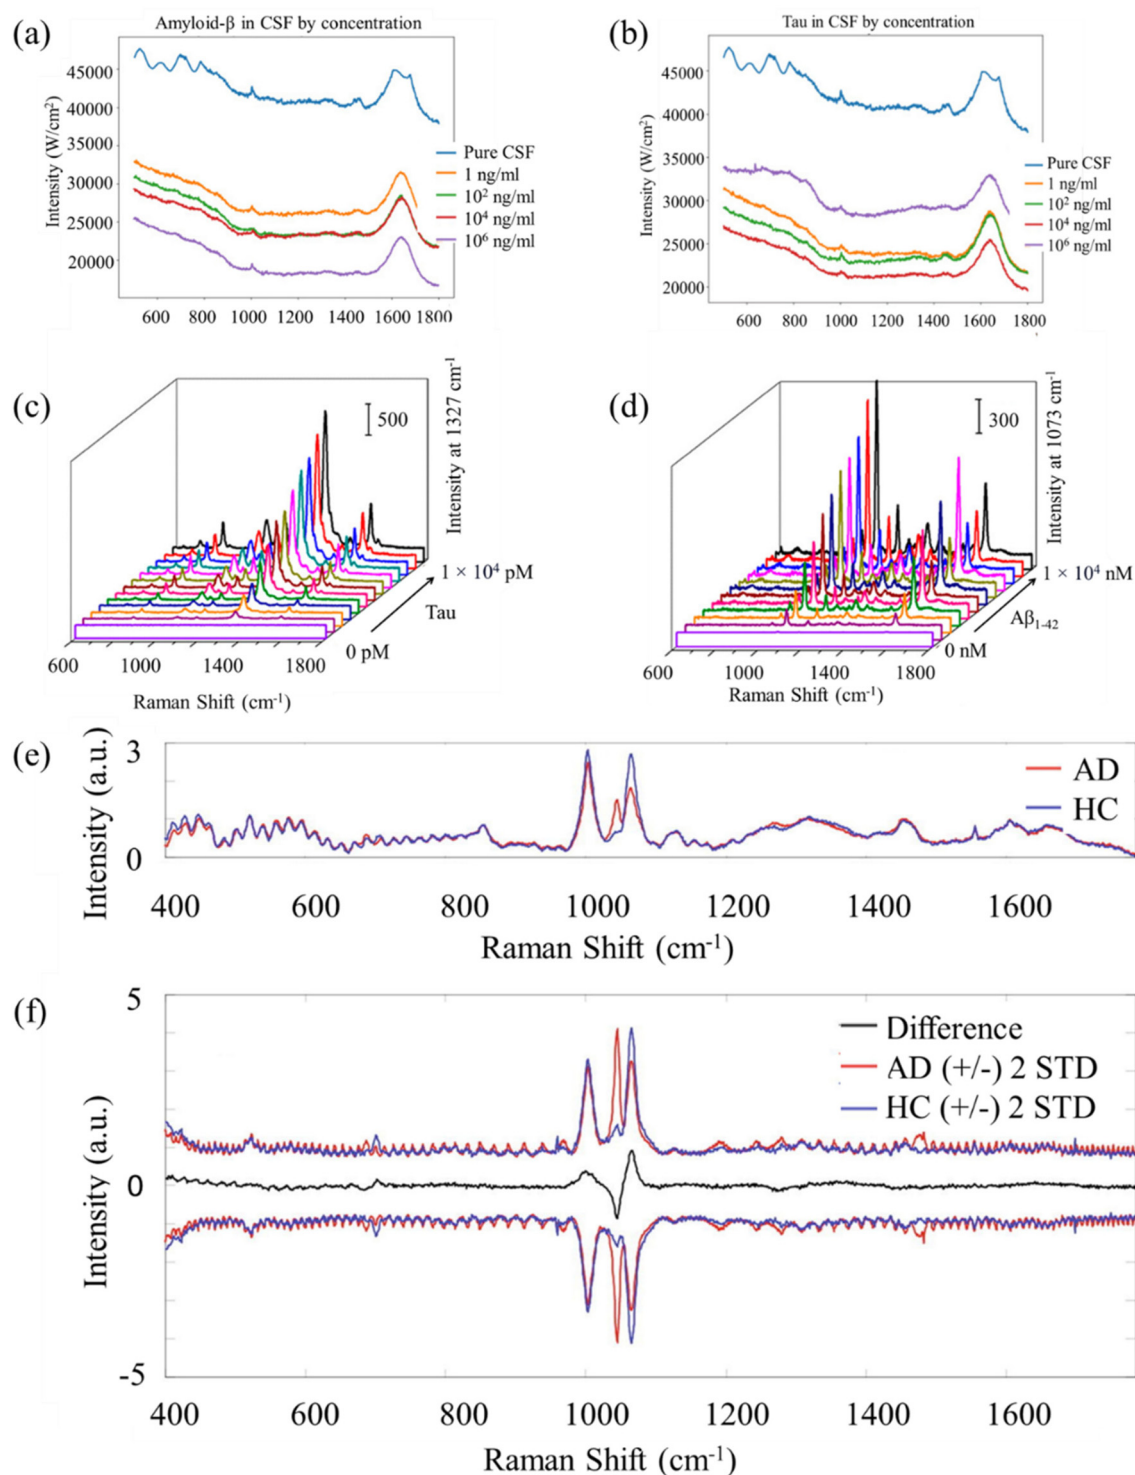 (a)
Amyloid-β in CSF by concentration
Intensity (W/cm²)
45000
40000
35000
30000
25000
20000
Pure CSF
1 ng/ml
10² ng/ml
10⁴ ng/ml
10⁶ ng/ml
600 800 1000 1200 1400 1600 1800
(b)
Tau in CSF by concentration
Intensity (W/cm²)
45000
40000
35000
30000
25000
20000
Pure CSF
1 ng/ml
10² ng/ml
10⁴ ng/ml
10⁶ ng/ml
600 800 1000 1200 1400 1600 1800
(c)
500
Intensity at 1327 cm⁻¹
1 × 10⁴ pM
Tau
0 pM
600 1000 1400 1800
Raman Shift (cm⁻¹)
(d)
300
Intensity at 1073 cm⁻¹
1 × 10⁴ nM
Aβ₁₋₄₂
0 nM
600 1000 1400 1800
Raman Shift (cm⁻¹)
(e)
Intensity (a.u.)
3
0
AD
HC
400 600 800 1000 1200 1400 1600
Raman Shift (cm⁻¹)
(f)
Intensity (a.u.)
5
0
-5
Difference
AD (+/-) 2 STD
HC (+/-) 2 STD
400 600 800 1000 1200 1400 1600
Raman Shift (cm⁻¹)